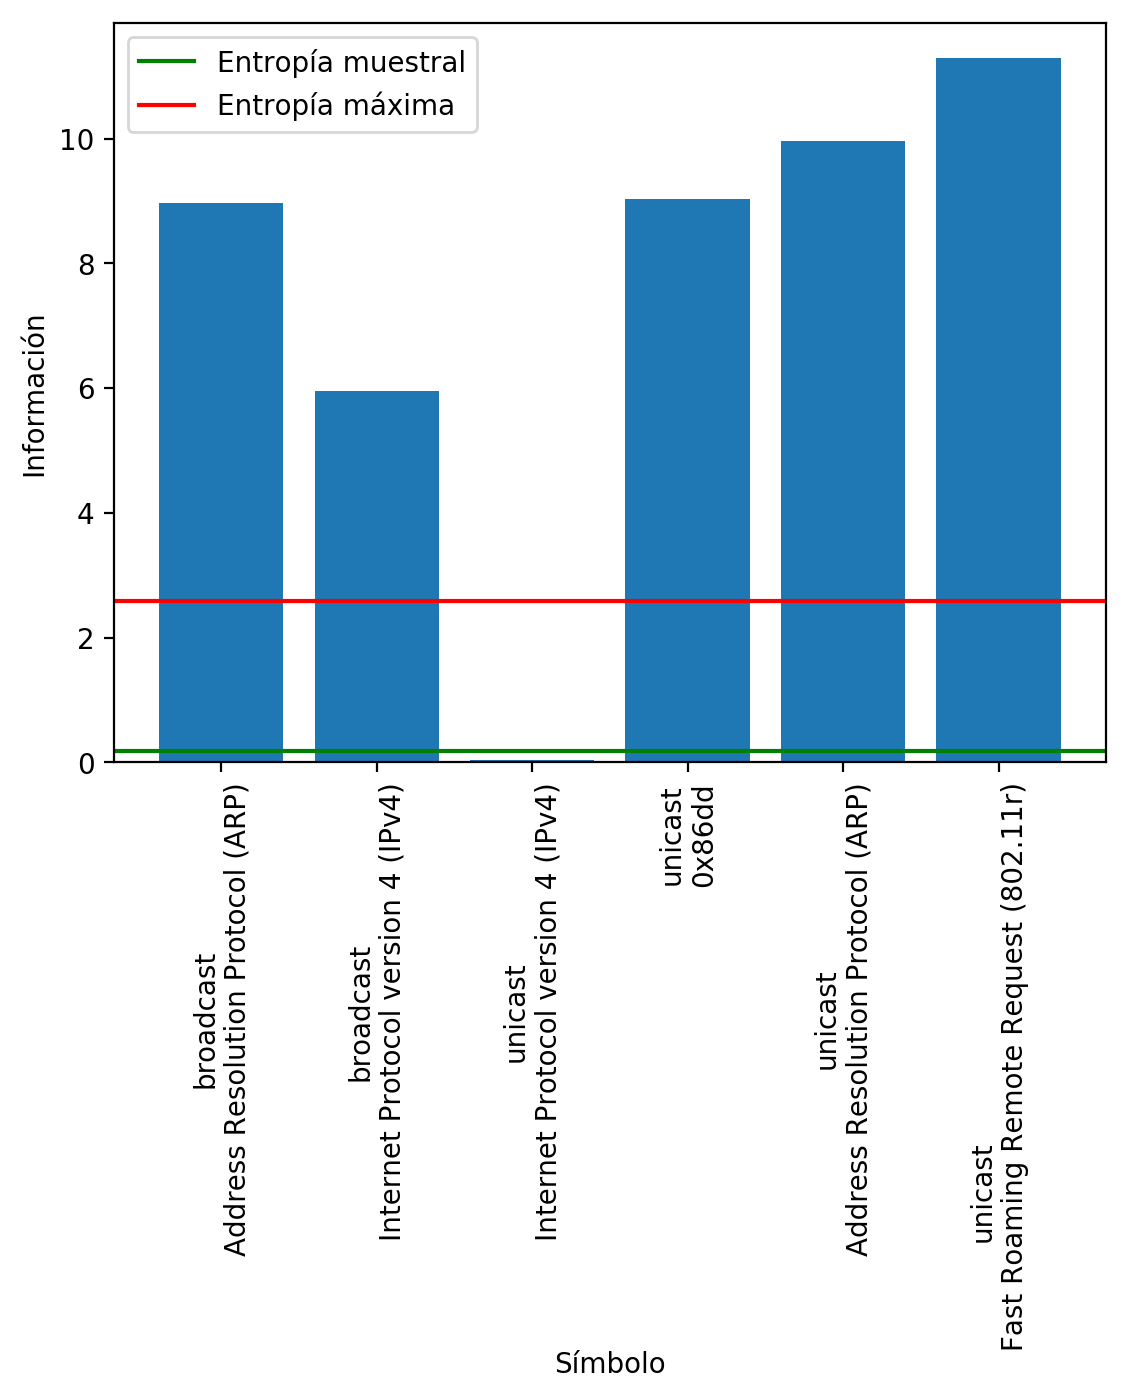 Entropía muestral
Entropía máxima
Información
10
8
6
4
2
0
broadcast
Address Resolution Protocol (ARP)
broadcast
Internet Protocol version 4 (IPv4)
unicast
Internet Protocol version 4 (IPv4)
unicast
0x86dd
unicast
Address Resolution Protocol (ARP)
unicast
Fast Roaming Remote Request (802.11r)
Símbolo